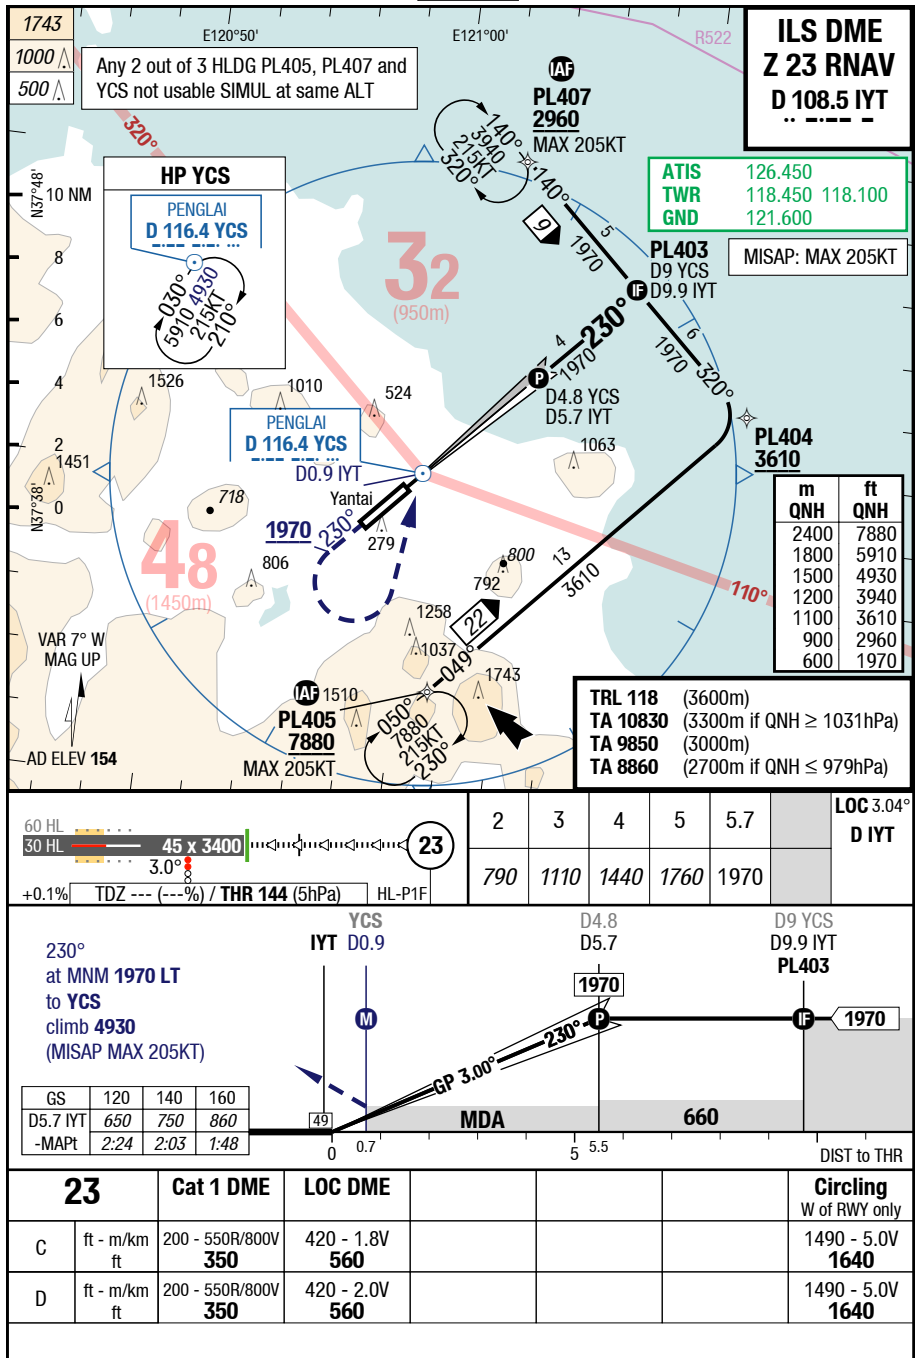 1743
1000
500
E120°50'
E121°00'
R522
ILS DME
Z 23 RNAV
D 108.5 IYT
Any 2 out of 3 HLDG PL405, PL407 and
YCS not usable SIMUL at same ALT
320°
IAF
PL407
2960
MAX 205KT
140°
3940
215KT
320°
140°
9
5
1970
ATIS 126.450
TWR 118.450 118.100
GND 121.600
MISAP: MAX 205KT
HP YCS
PENGLAI
D 116.4 YCS
030°
5910 4930
215KT
210°
N37°48'
10 NM
8
6
4
2
0
N37°38'
32
(950m)
PL403
D9 YCS
D9.9 IYT
IF
230°
4
1970
6
1970
320°
P
D4.8 YCS
D5.7 IYT
1526
1010
524
1451
1063
PENGLAI
D 116.4 YCS
D0.9 IYT
Yantai
PL404
3610
718
1970
230°
279
806
48
(1450m)
800
792
13
3610
110°
m ft
QNH QNH
2400 7880
1800 5910
1500 4930
1200 3940
1100 3610
900 2960
600 1970
VAR 7° W
MAG UP
AD ELEV 154
1258
1037
22
049°
1743
IAF
1510
PL405
7880
MAX 205KT
050°
7880
215KT
230°
TRL 118 (3600m)
TA 10830 (3300m if QNH ≥ 1031hPa)
TA 9850 (3000m)
TA 8860 (2700m if QNH ≤ 979hPa)
60 HL
30 HL
45 x 3400
23
3.0°
+0.1%
TDZ --- (---%) / THR 144 (5hPa)
HL-P1F
2 3 4 5 5.7 LOC 3.04°
D IYT
790 1110 1440 1760 1970
230°
at MNM 1970 LT
to YCS
climb 4930
(MISAP MAX 205KT)
YCS
IYT D0.9
D4.8
D5.7
D9 YCS
D9.9 IYT
PL403
1970
M
P
IF
1970
230°
GP 3.00°
49
MDA
660
0 0.7 5 5.5 DIST to THR
GS 120 140 160
D5.7 IYT 650 750 860
-MAPt 2:24 2:03 1:48
23 Cat 1 DME LOC DME Circling
W of RWY only
C ft - m/km 200 - 550R/800V 420 - 1.8V 1490 - 5.0V
ft 350 560 1640
D ft - m/km 200 - 550R/800V 420 - 2.0V 1490 - 5.0V
ft 350 560 1640